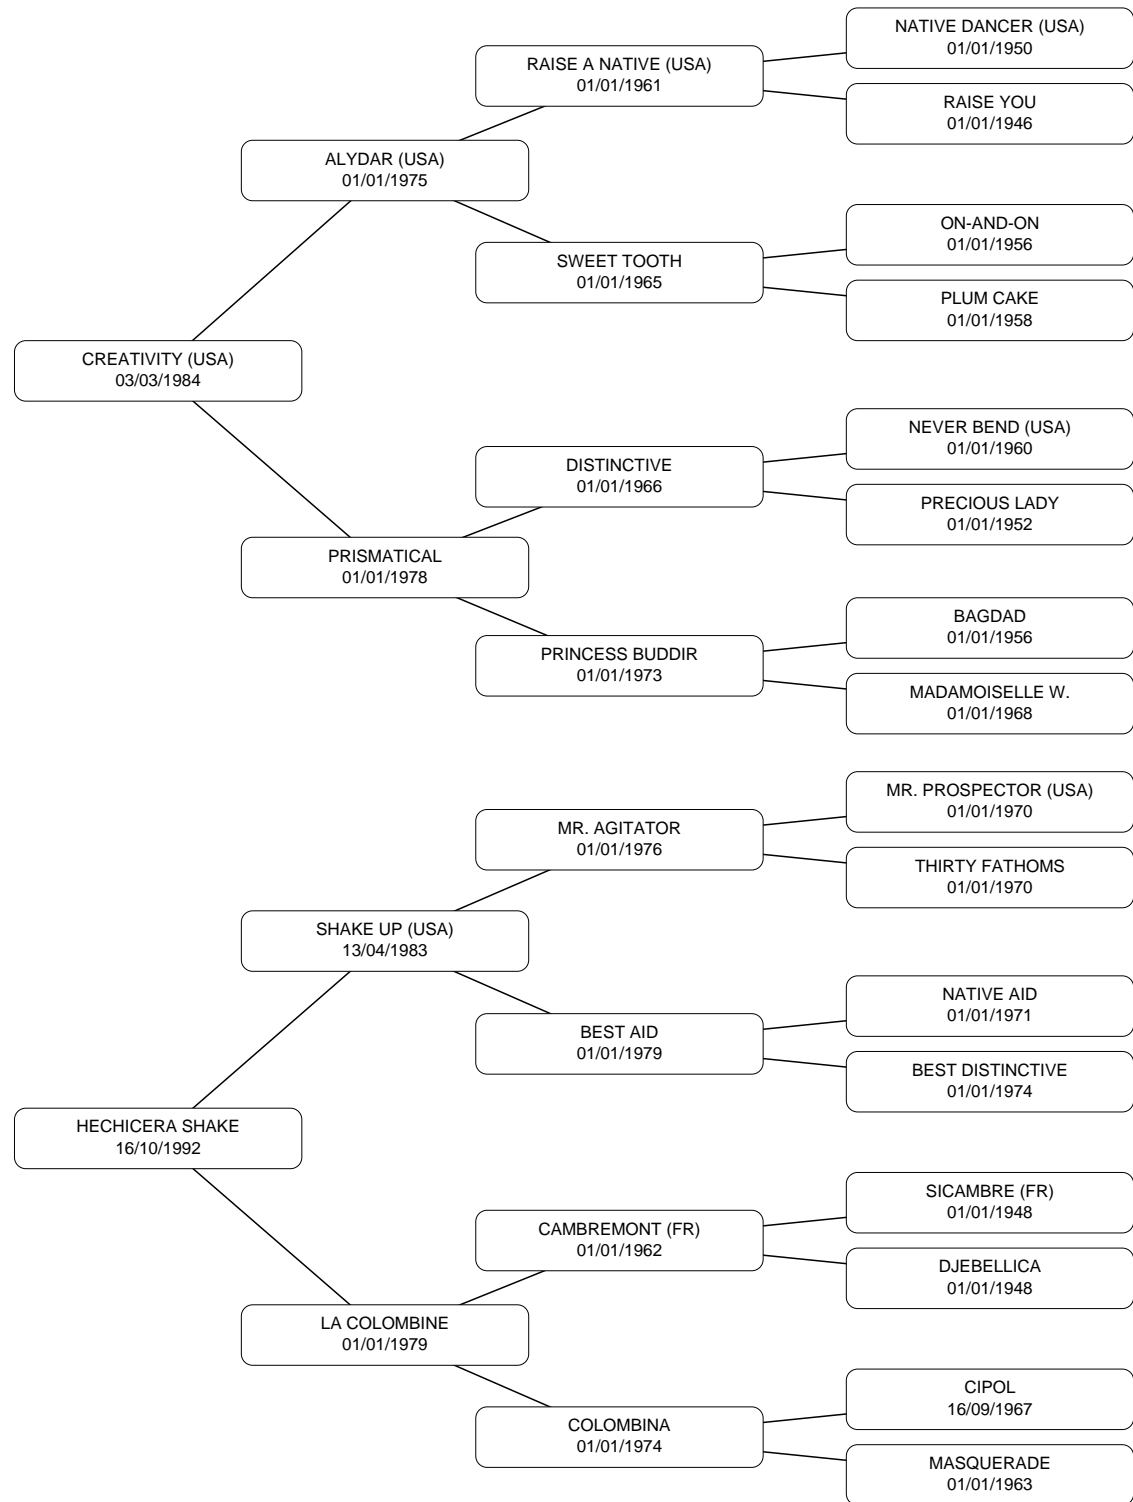 NATIVE DANCER (USA)
01/01/1950
RAISE A NATIVE (USA)
01/01/1961
RAISE YOU
01/01/1946
ALYDAR (USA)
01/01/1975
ON-AND-ON
01/01/1956
SWEET TOOTH
01/01/1965
PLUM CAKE
01/01/1958
CREATIVITY (USA)
03/03/1984
NEVER BEND (USA)
01/01/1960
DISTINCTIVE
01/01/1966
PRECIOUS LADY
01/01/1952
PRISMATICAL
01/01/1978
BAGDAD
01/01/1956
PRINCESS BUDDIR
01/01/1973
MADAMOISELLE W.
01/01/1968
MR. PROSPECTOR (USA)
01/01/1970
MR. AGITATOR
01/01/1976
THIRTY FATHOMS
01/01/1970
SHAKE UP (USA)
13/04/1983
NATIVE AID
01/01/1971
BEST AID
01/01/1979
BEST DISTINCTIVE
01/01/1974
HECHICERA SHAKE
16/10/1992
SICAMBRE (FR)
01/01/1948
CAMBREMONT (FR)
01/01/1962
DJEBELLICA
01/01/1948
LA COLOMBINE
01/01/1979
CIPOL
16/09/1967
COLOMBINA
01/01/1974
MASQUERADE
01/01/1963